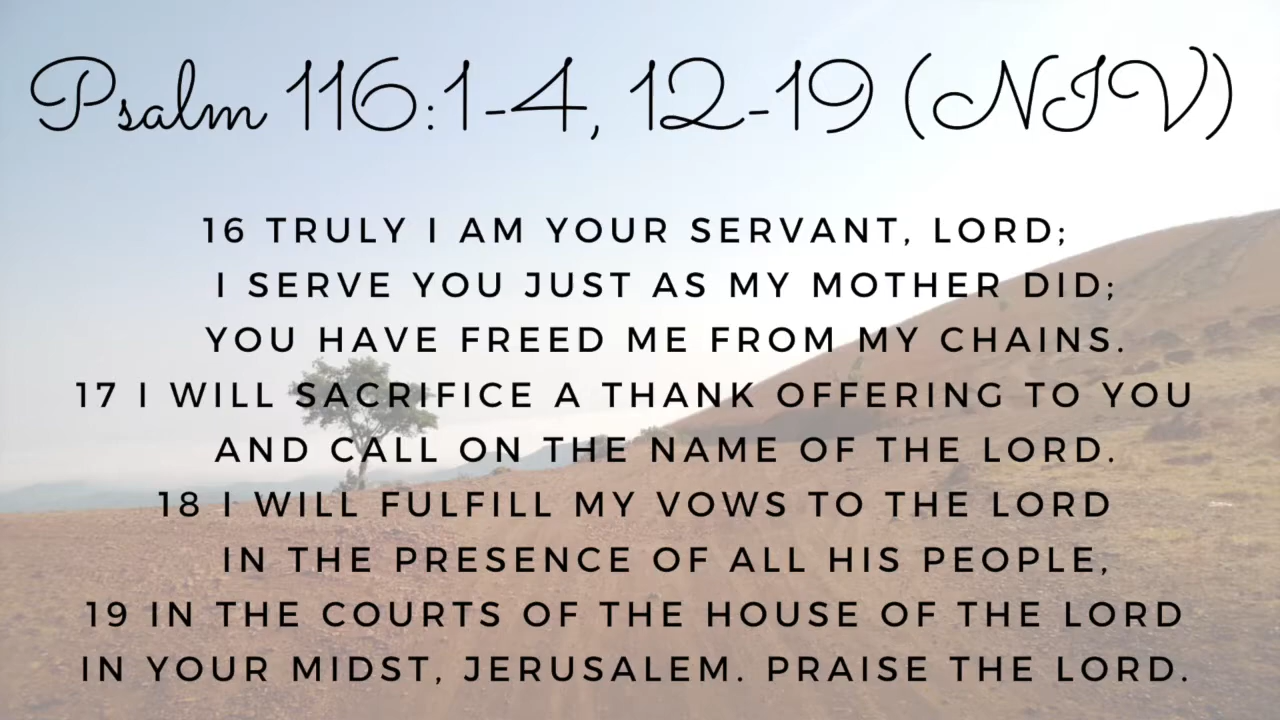 Psalm 116:1-4, 12-19 (NIV)
16 TRULY I AM YOUR SERVANT, LORD;
I SERVE YOU JUST AS MY MOTHER DID;
YOU HAVE FREED ME FROM MY CHAINS.
17 I WILL SACRIFICE A THANK OFFERING TO YOU
AND CALL ON THE NAME OF THE LORD.
18 I WILL FULFILL MY VOWS TO THE LORD
IN THE PRESENCE OF ALL HIS PEOPLE,
19 IN THE COURTS OF THE HOUSE OF THE LORD
IN YOUR MIDST, JERUSALEM. PRAISE THE LORD.